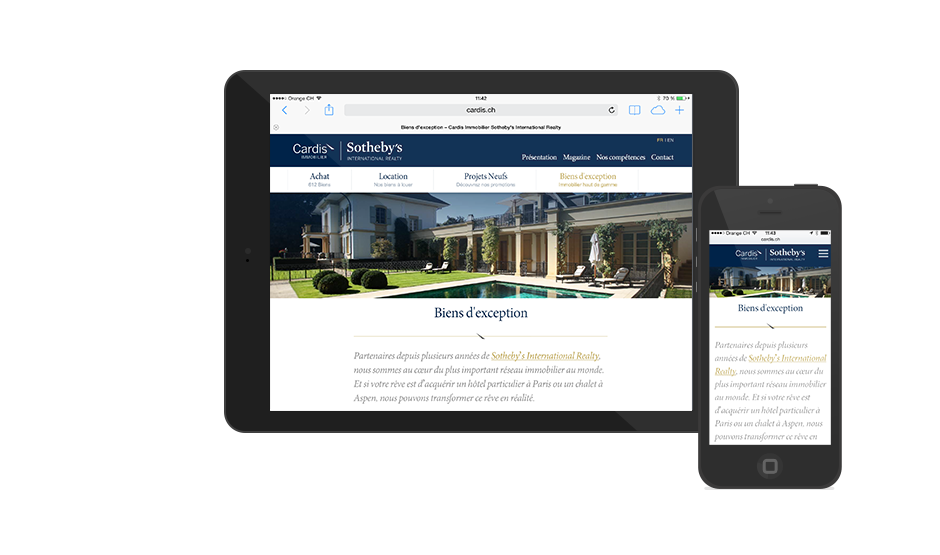 Orange CH
11:42
79 %
cardis.ch
Biens d'exception – Cardis Immobilier Sotheby's International Realty
FR | EN
Cardis
IMMOBILIER
Sotheby's
INTERNATIONAL REALTY
Présentation Magazine Nos compétences Contact
Achat Location Projets Neufs Biens d'exception
612 Biens Nos biens à louer Découvrez nos promotions Immobilier haut de gamme
Biens d'exception
Partenaires depuis plusieurs années de Sotheby's International Realty,
nous sommes au cœur du plus important réseau immobilier au monde.
Et si votre rêve est d'acquérir un hôtel particulier à Paris ou un chalet à
Aspen, nous pouvons transformer ce rêve en réalité.
Orange CH
11:43
cardis.ch
Cardis
IMMOBILIER
Sotheby's
INTERNATIONAL REALTY
Biens d'exception
Partenaires depuis plusieurs
années de Sotheby's International
Realty, nous sommes au cœur du
plus important réseau immobilier
au monde. Et si votre rêve est
d'acquérir un hôtel particulier à
Paris ou un chalet à Aspen, nous
pouvons transformer ce rêve en